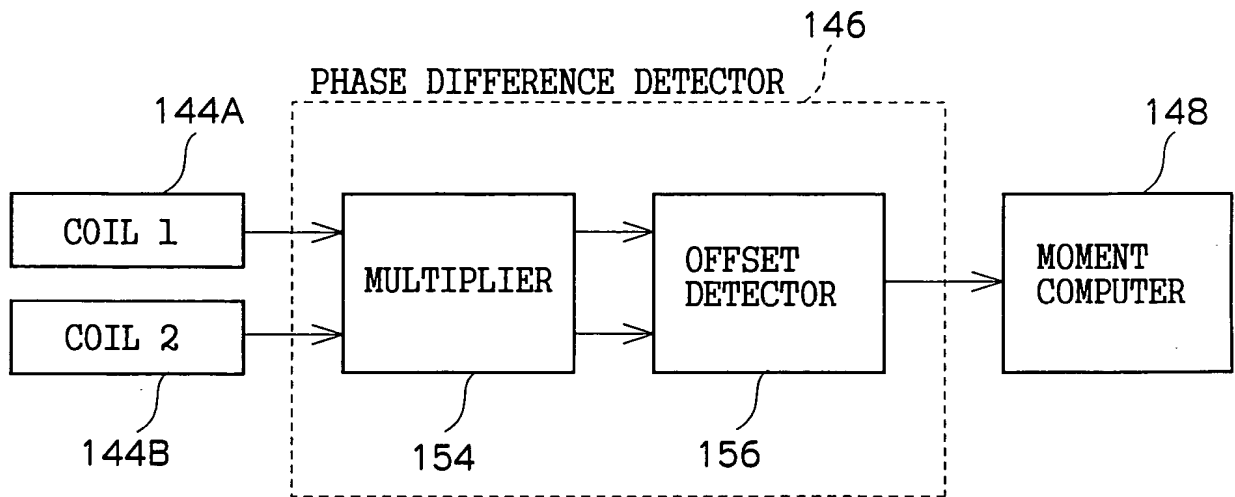 146
PHASE DIFFERENCE DETECTOR
144A
148
COIL 1
COIL 2
MULTIPLIER
OFFSET
DETECTOR
MOMENT
COMPUTER
144B
154
156